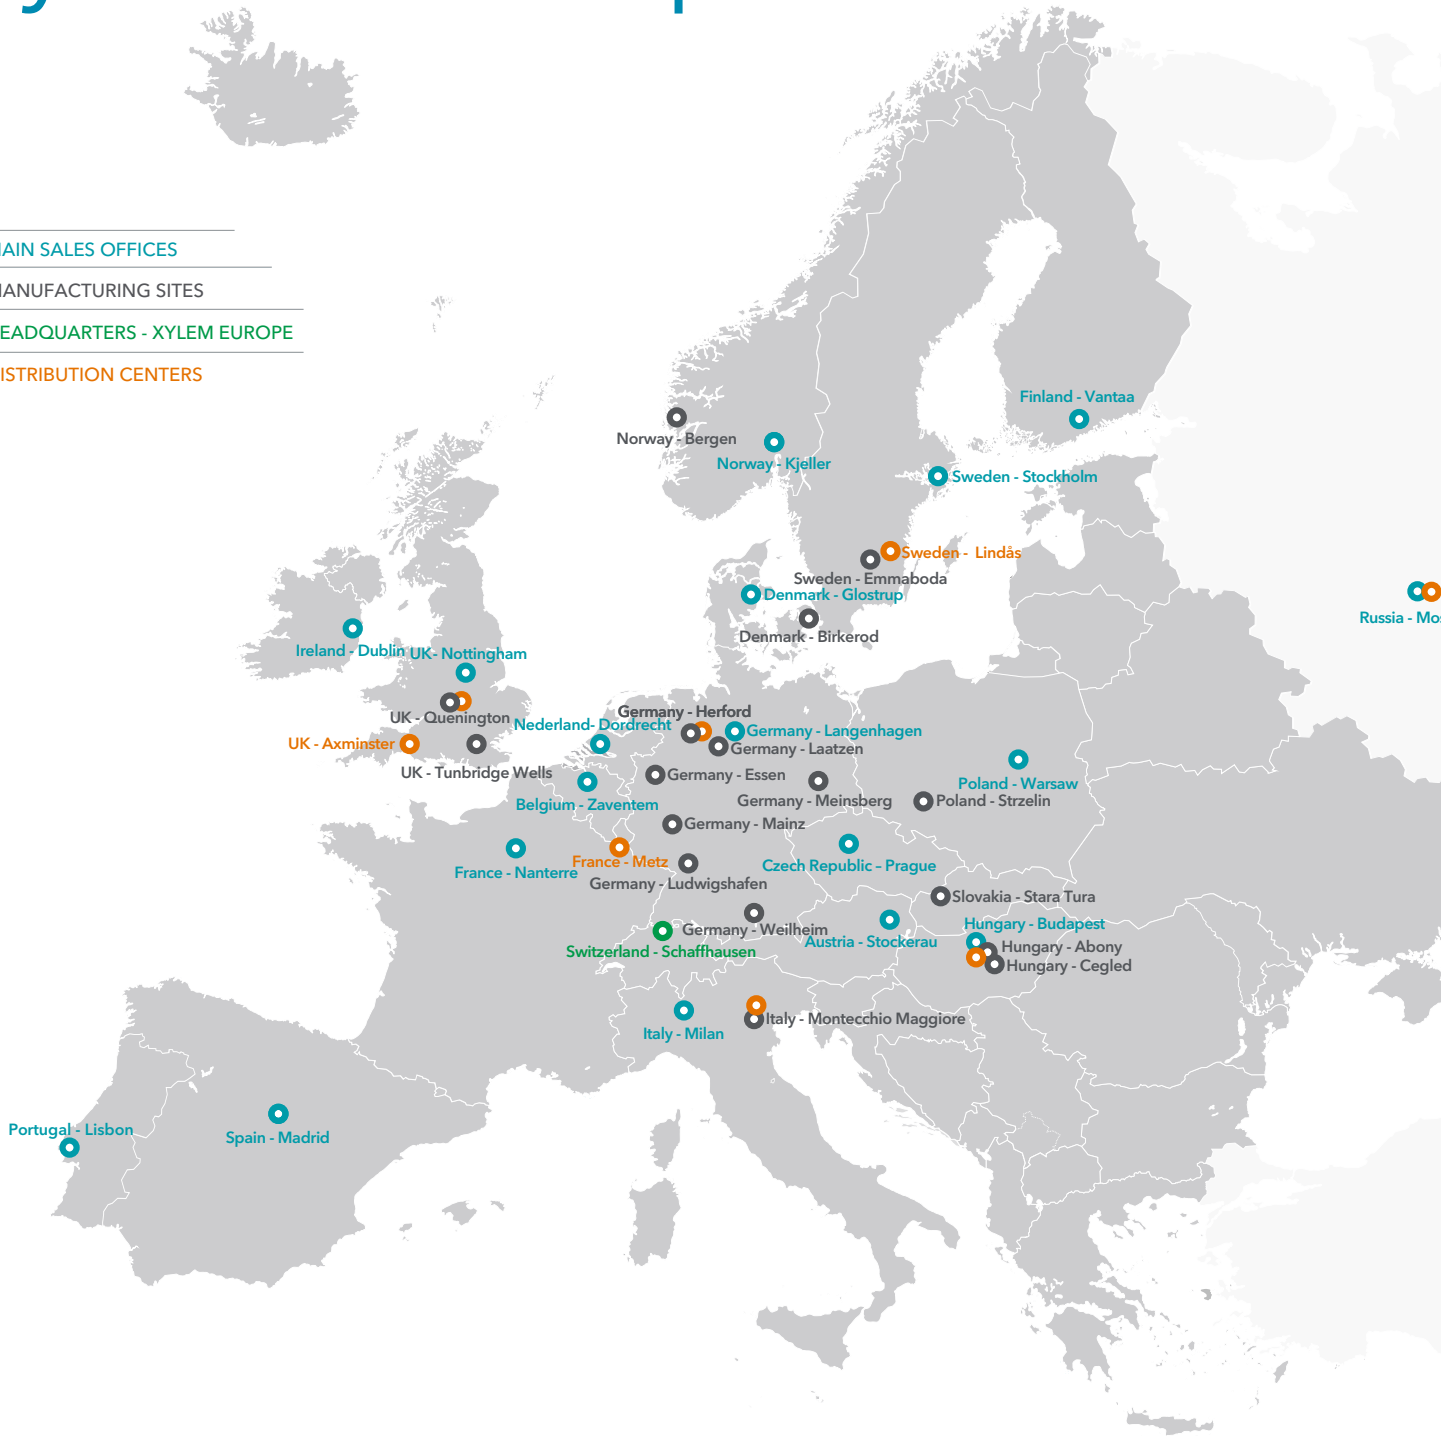 AIN SALES OFFICES
ANUFACTURING SITES
EADQUARTERS - XYLEM EUROPE
ISTRIBUTION CENTERS
Finland - Vantaa
Norway - Bergen
Norway - Kjeller
Sweden - Stockholm
Sweden - Lindås
Sweden - Emmaboda
Denmark - Glostrup
Russia - Mos
Denmark - Birkerod
Ireland - Dublin
UK- Nottingham
UK - Quenington
Nederland- Dordrecht
Germany - Herford
Germany - Langenhagen
UK - Axminster
Germany - Laatzen
UK - Tunbridge Wells
Germany - Essen
Poland - Warsaw
Belgium - Zaventem
Germany - Meinsberg
Poland - Strzelin
Germany - Mainz
France - Nanterre
France - Metz
Czech Republic – Prague
Germany - Ludwigshafen
Slovakia - Stara Tura
Germany - Weilheim
Hungary - Budapest
Austria - Stockerau
Hungary - Abony
Switzerland - Schaffhausen
Hungary - Cegled
Italy - Milan
Italy - Montecchio Maggiore
Portugal - Lisbon
Spain - Madrid